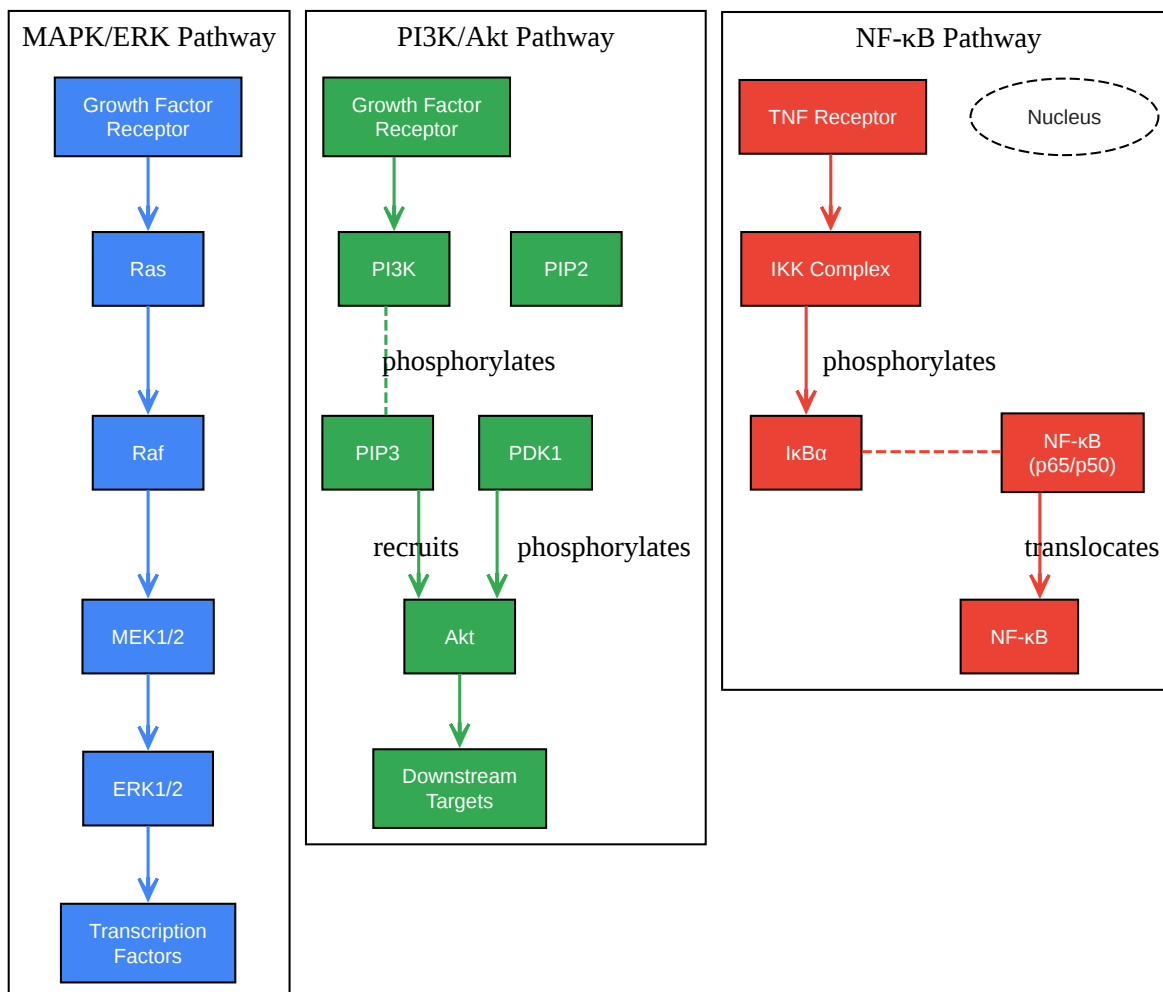 MAPK/ERK Pathway
Growth Factor
Receptor
Ras
Raf
MEK1/2
ERK1/2
Transcription
Factors
PI3K/Akt Pathway
Growth Factor
Receptor
PI3K
PIP2
phosphorylates
PIP3
PDK1
recruits
phosphorylates
Akt
Downstream
Targets
NF-κB Pathway
TNF Receptor
Nucleus
IKK Complex
phosphorylates
IκBα
NF-κB
(p65/p50)
translocates
NF-κB